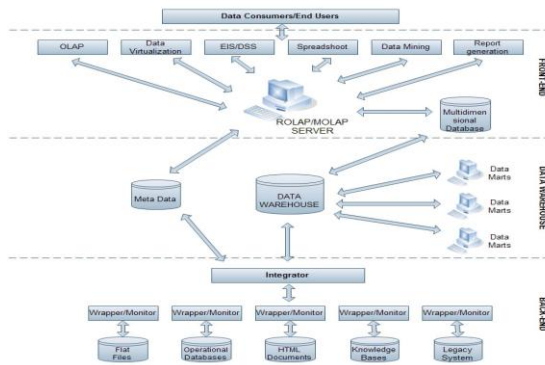 Data Consumers/End Users
OLAP
Data
Virtualization
EIS/DSS
Spreadshoot
Data Mining
Report
generation
FRONT-END
ROLAP/MOLAP
SERVER
Multidimen
sional
Database
DATA WAREHOUSE
Meta Data
DATA
WAREHOUSE
Data
Marts
Data
Marts
Data
Marts
Integrator
BACK-END
Wrapper/Monitor
Wrapper/Monitor
Wrapper/Monitor
Wrapper/Monitor
Wrapper/Monitor
Flat
Files
Operational
Databases
HTML
Documents
Knowledge
Bases
Legacy
System